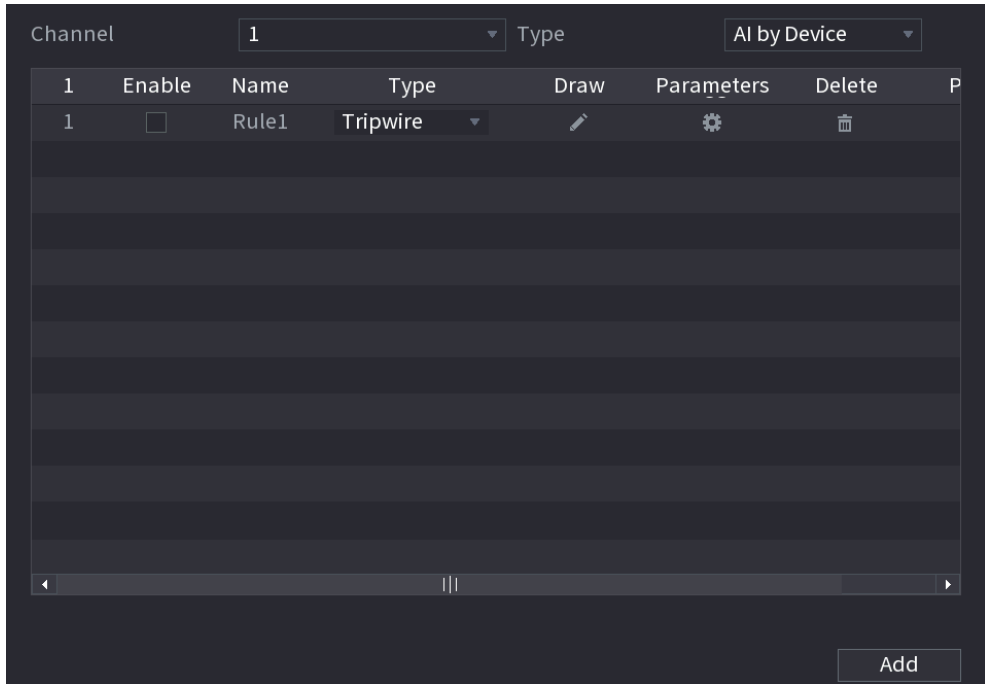 Channel 1 Type AI by Device
1 Enable Name Type Draw Parameters Delete P
1 Rule1 Tripwire
Add